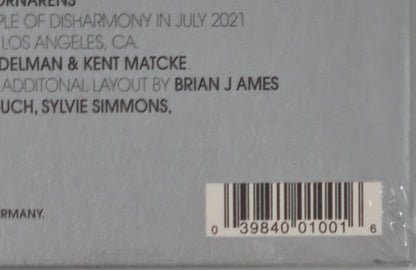 ORNARENS
PLE OF DISHARMONY IN JULY 2021
LOS ANGELES, CA.
DELMAN & KENT MATCKE.
ADDITONAL LAYOUT BY BRIAN J AMES
UCH, SYLVIE SIMMONS,
RMANY.
0 39840 01001 6